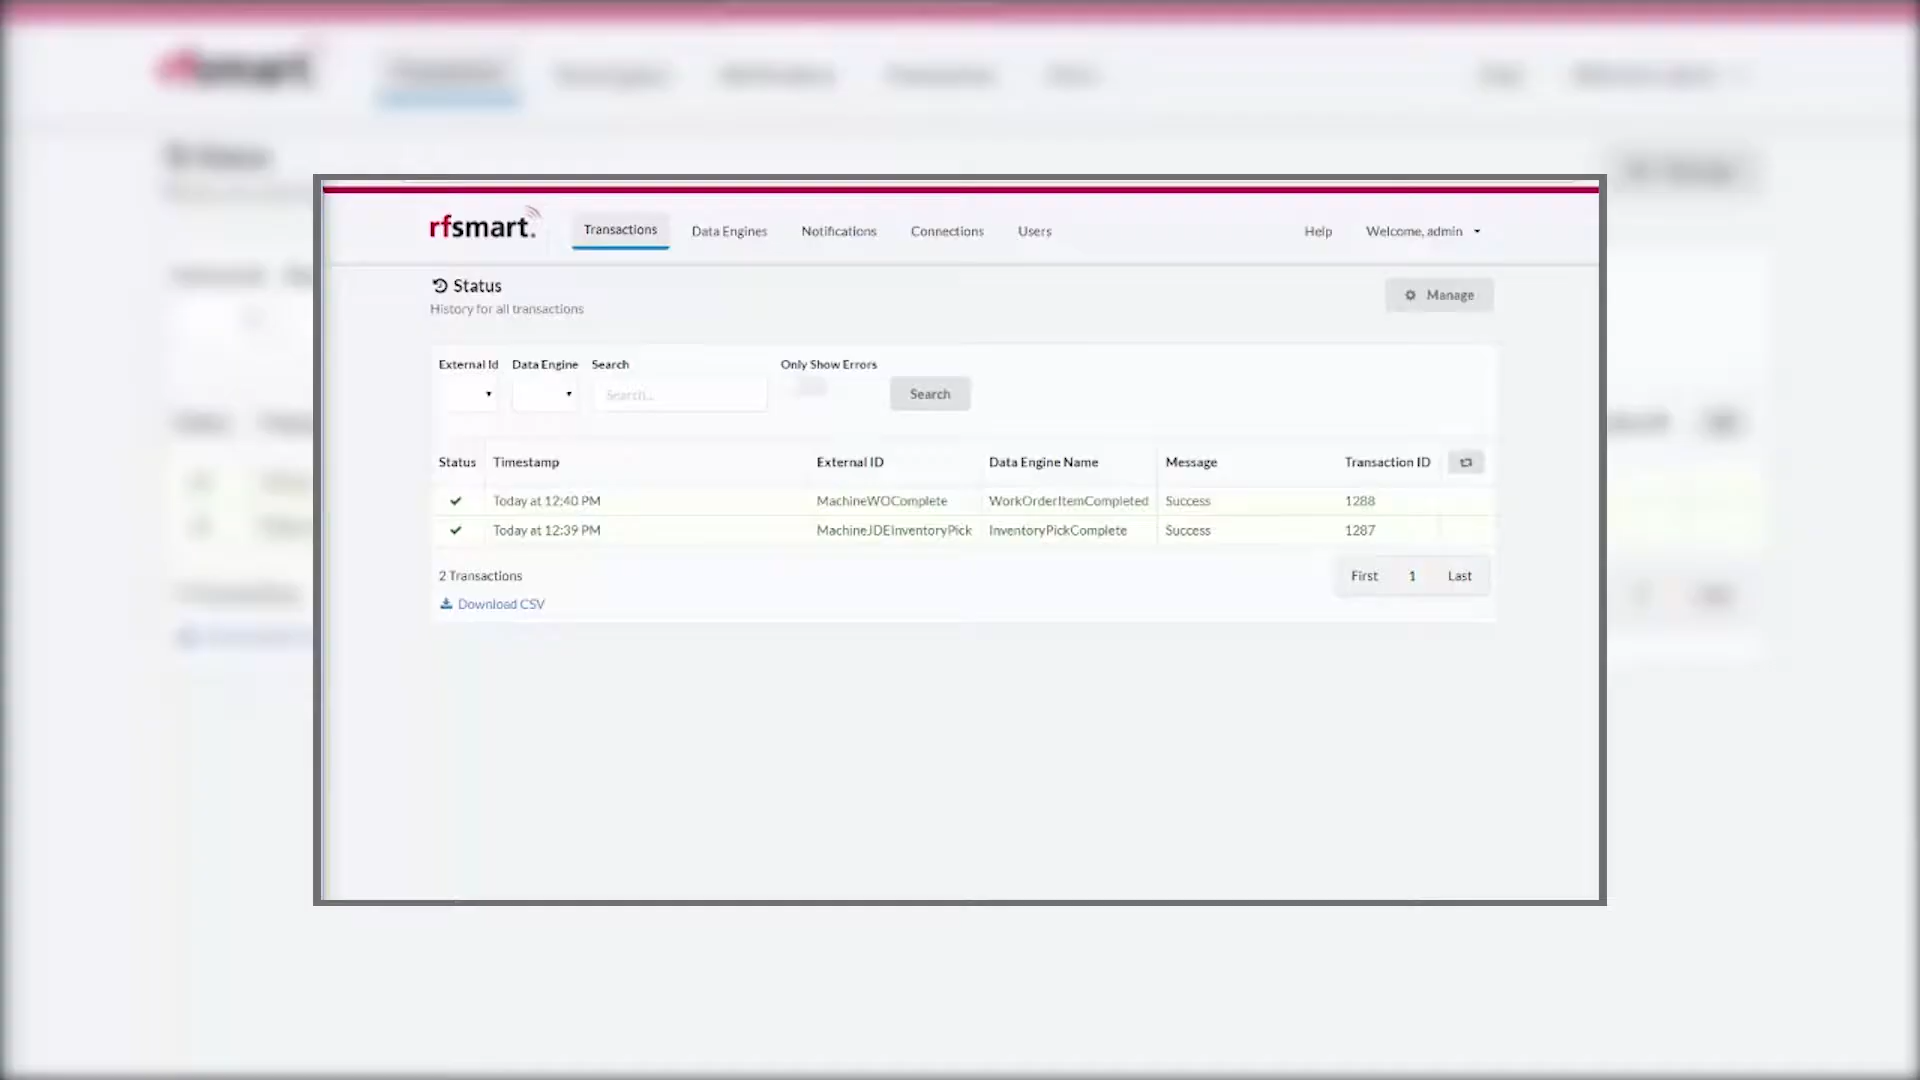 rfsmart. Transactions Data Engines Notifications Connections Users Help Welcome, admin
Status
History for all transactions
Manage
External Id Data Engine Search Only Show Errors
Search... Search
Status Timestamp External ID Data Engine Name Message Transaction ID
Today at 12:40 PM MachineWOComplete WorkOrderItemCompleted Success 1288
Today at 12:39 PM MachineJDEInventoryPick InventoryPickComplete Success 1287
2 Transactions First 1 Last
Download CSV